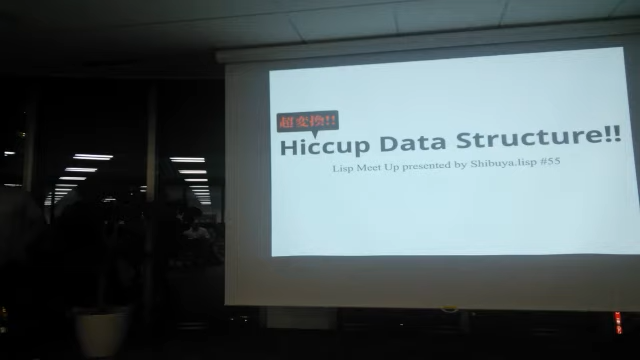 超変換!!
Hiccup Data Structure!!
Lisp Meet Up presented by Shibuya.lisp #55